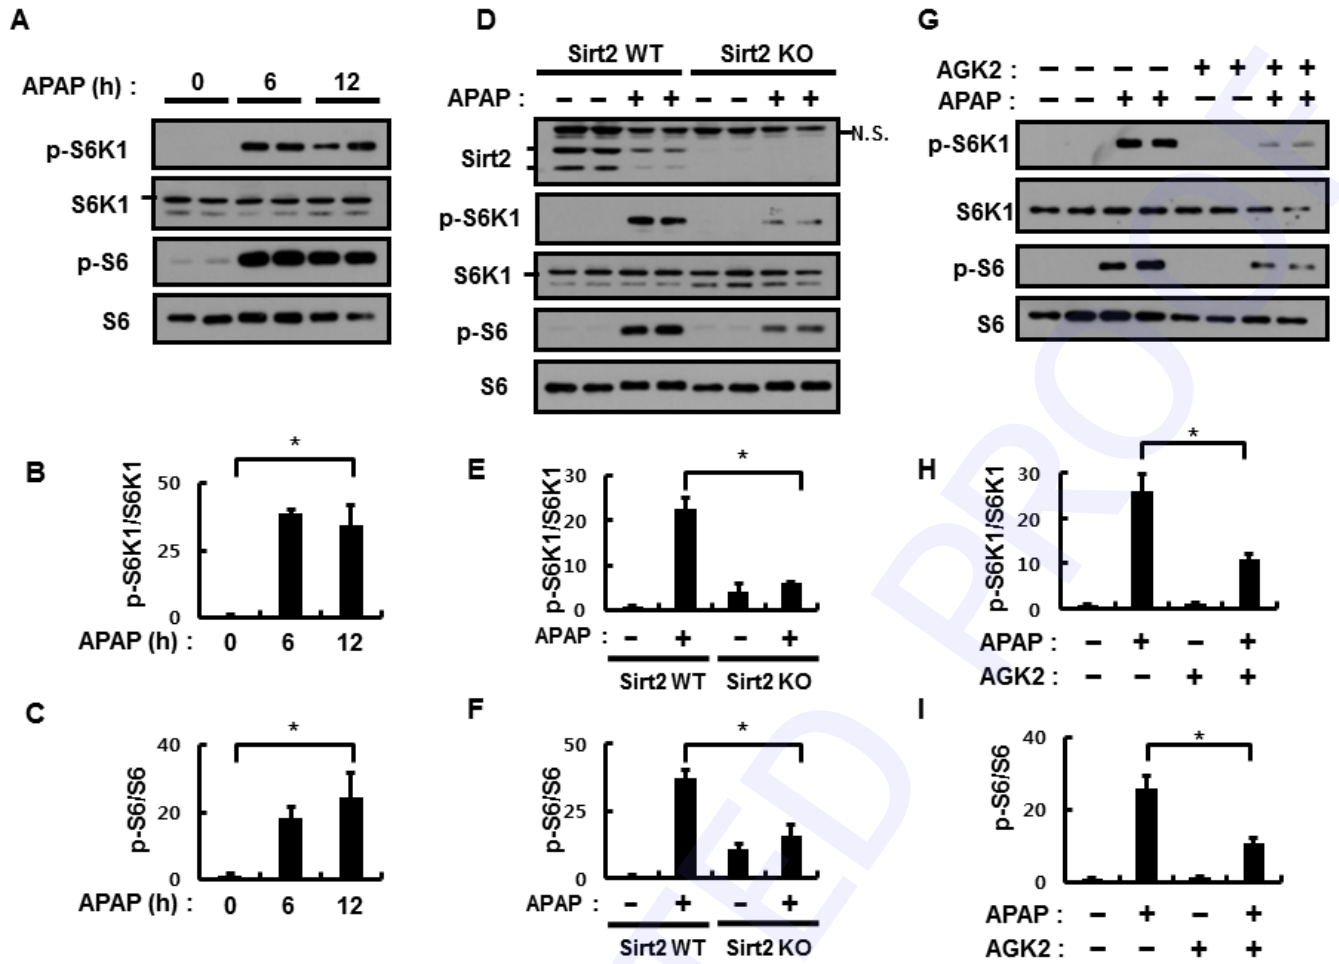 A
APAP (h) : 0 6 12
p-S6K1
S6K1
p-S6
S6
D
Sirt2 WT Sirt2 KO
APAP : − − + + − − + +
N.S.
Sirt2
p-S6K1
S6K1
p-S6
S6
G
AGK2 : − − − − + + + +
APAP : − − + + − − + +
p-S6K1
S6K1
p-S6
S6
B
*
p-S6K1/S6K1
50
25
0
APAP (h) : 0 6 12
E
*
p-S6K1/S6K1
30
20
10
0
APAP : − + − +
Sirt2 WT Sirt2 KO
H
*
p-S6K1/S6K1
30
20
10
0
APAP : − + − +
AGK2 : − − + +
C
*
p-S6/S6
40
20
0
APAP (h) : 0 6 12
F
*
p-S6/S6
50
25
0
APAP : − + − +
Sirt2 WT Sirt2 KO
I
*
p-S6/S6
40
20
0
APAP : − + − +
AGK2 : − − + +
TED PROOF